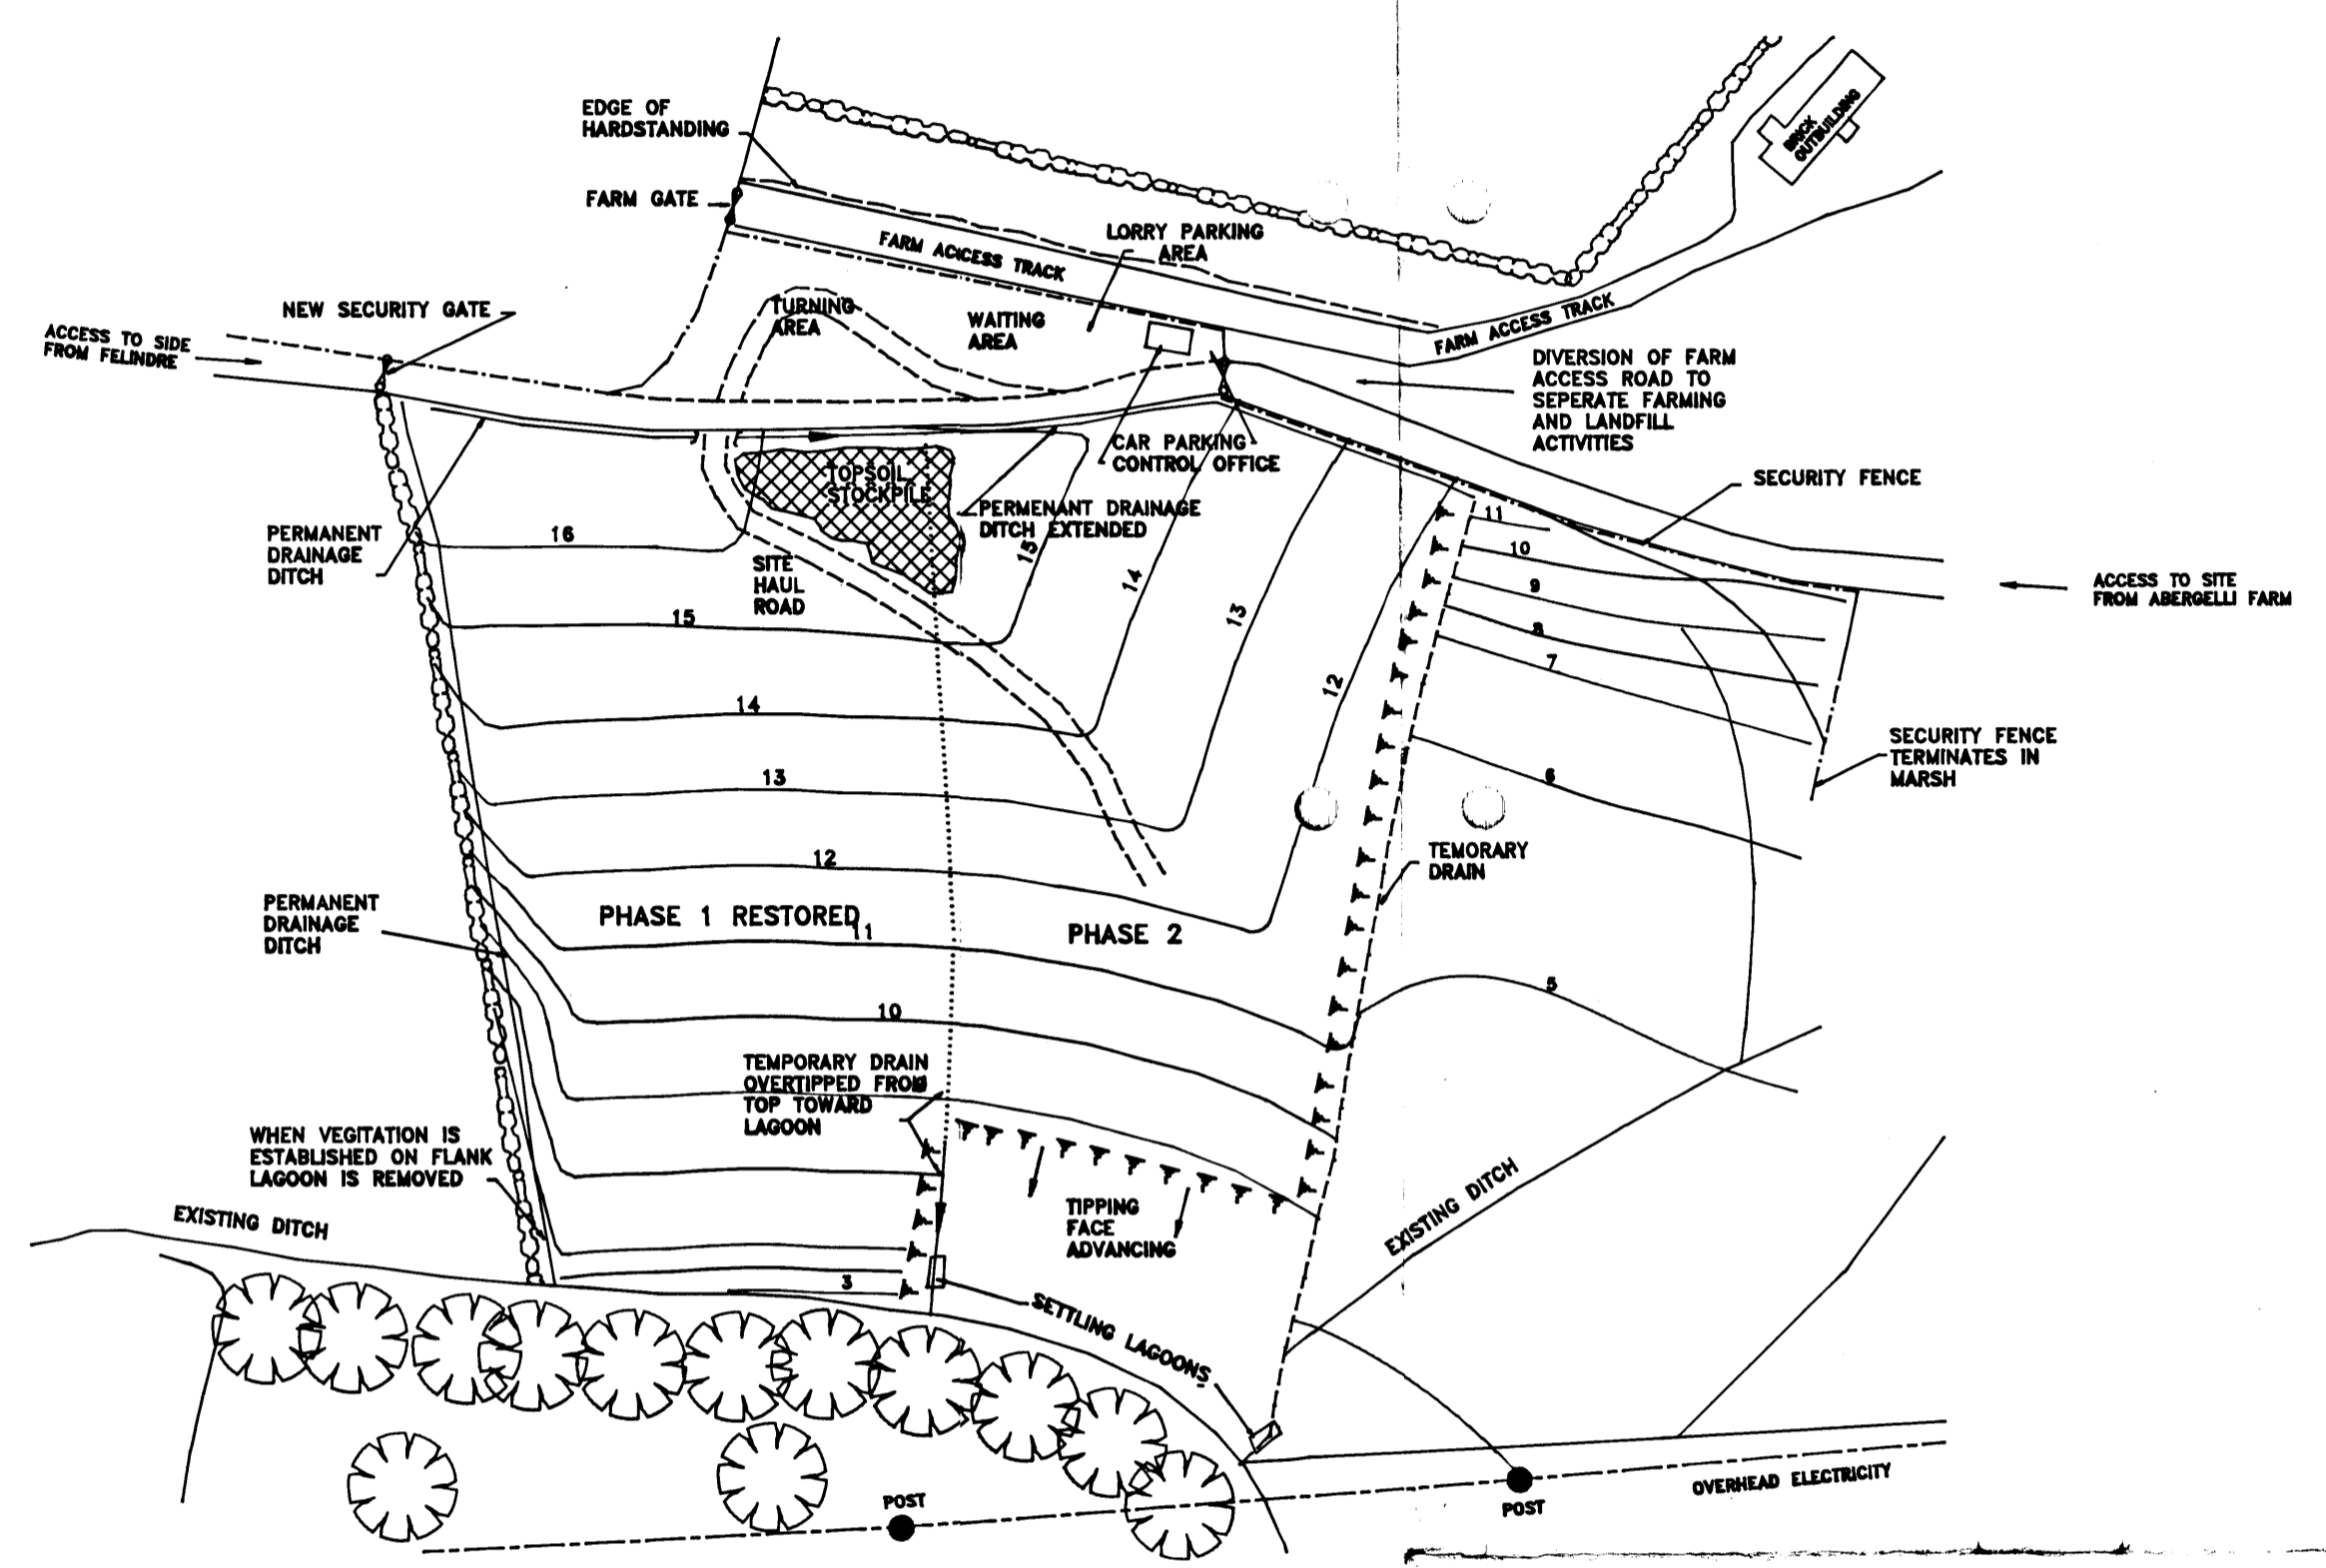 EDGE OF
HARDSTANDING
FARM GATE
FARM ACCESS TRACK
LORRY PARKING
AREA
BRICK
OUTBUILDING
NEW SECURITY GATE
ACCESS TO SIDE
FROM FELINDRE
TURNING
AREA
WAITING
AREA
FARM ACCESS TRACK
DIVERSION OF FARM
ACCESS ROAD TO
SEPERATE FARMING
AND LANDFILL
ACTIVITIES
CAR PARKING
CONTROL OFFICE
SECURITY FENCE
TOPSOIL
STOCKPILE
PERMENANT DRAINAGE
DITCH EXTENDED
PERMANENT
DRAINAGE
DITCH
16
SITE
HAUL
ROAD
15
14
13
12
11
10
9
8
7
6
5
ACCESS TO SITE
FROM ABERGELLI FARM
15
14
13
12
11
10
3
SECURITY FENCE
TERMINATES IN
MARSH
TEMORARY
DRAIN
PERMANENT
DRAINAGE
DITCH
PHASE 1 RESTORED
PHASE 2
TEMPORARY DRAIN
OVERTIPPED FROM
TOP TOWARD
LAGOON
WHEN VEGITATION IS
ESTABLISHED ON FLANK
LAGOON IS REMOVED
EXISTING DITCH
TIPPING
FACE
ADVANCING
EXISTING DITCH
SETTLING LAGOONS
POST
POST
OVERHEAD ELECTRICITY